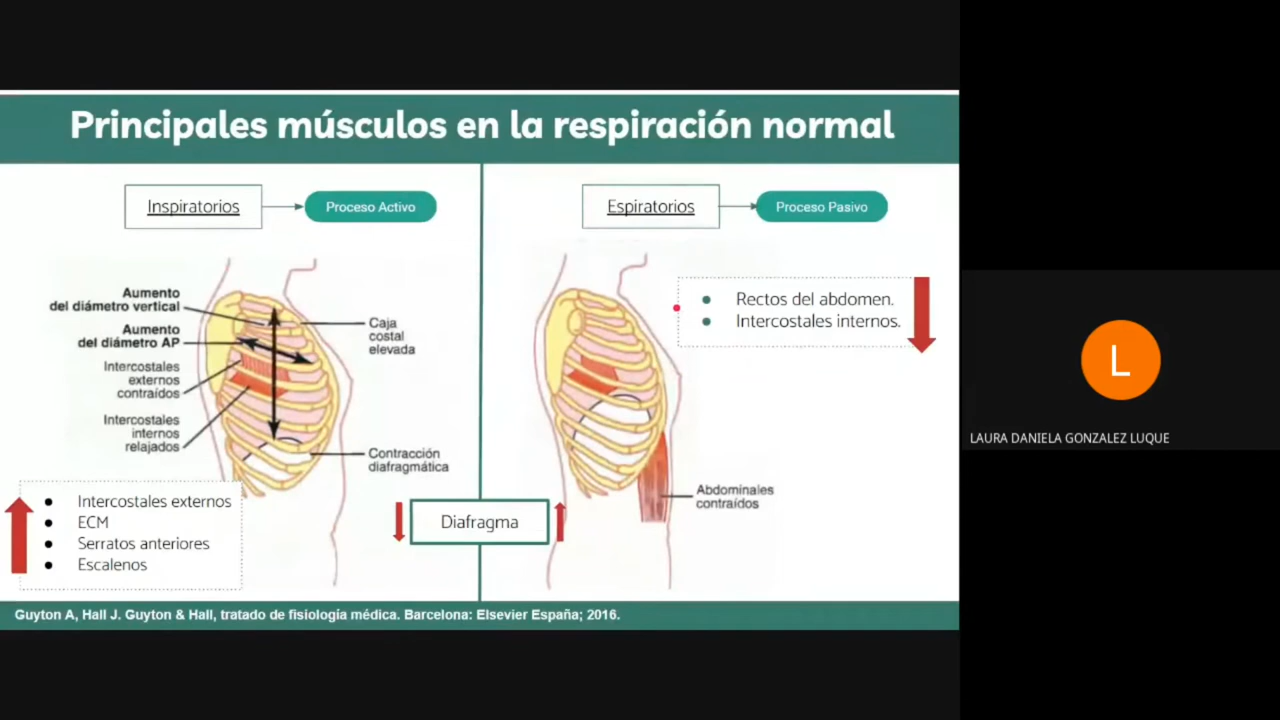 Principales músculos en la respiración normal
Inspiratorios
Proceso Activo
Aumento
del diámetro vertical
Aumento
del diámetro AP
Intercostales
externos
contraídos
Intercostales
internos
relajados
Caja
costal
elevada
Contracción
diafragmática
Intercostales externos
ECM
Serratos anteriores
Escalenos
Diafragma
Espiratorios
Proceso Pasivo
Rectos del abdomen.
Intercostales internos.
Abdominales
contraídos
Guyton A, Hall J. Guyton & Hall, tratado de fisiología médica. Barcelona: Elsevier España; 2016.
L
LAURA DANIELA GONZALEZ LUQUE